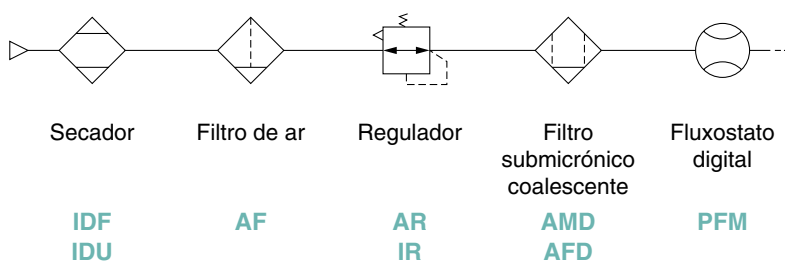 Secador
Filtro de ar
Regulador
Filtro
submicrónico
coalescente
Fluxostato
digital
IDF
IDU
AF
AR
IR
AMD
AFD
PFM